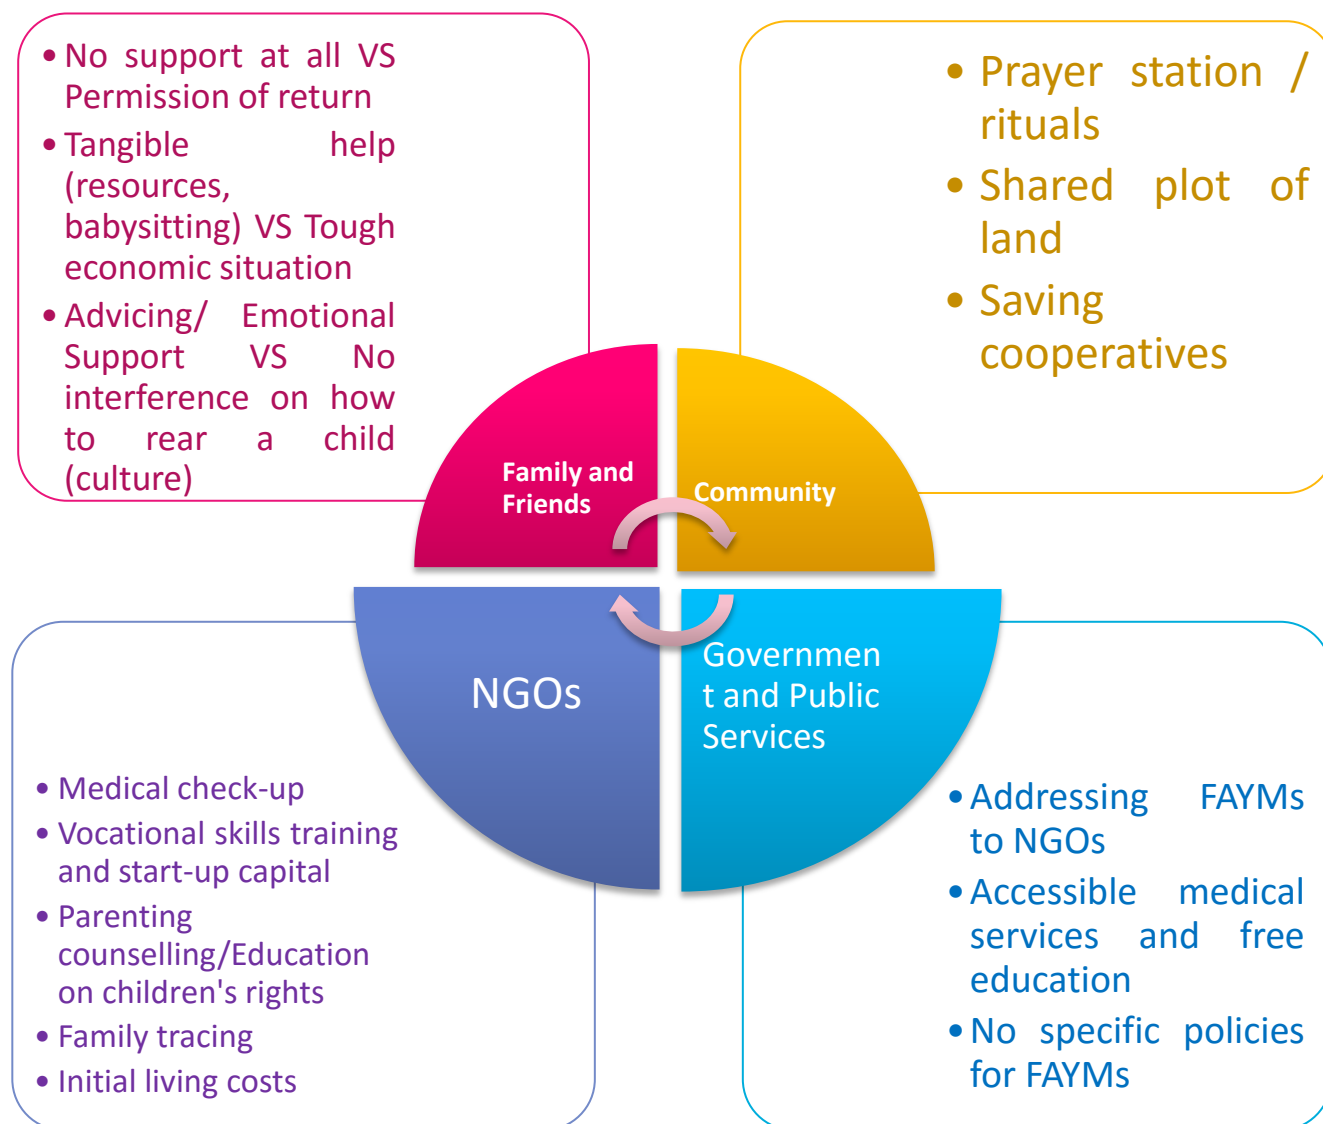 • No support at all VS
Permission of return
• Tangible help
(resources,
babysitting) VS Tough
economic situation
• Advicing/ Emotional
Support VS No
interference on how
to rear a child
(culture)
• Prayer station /
rituals
• Shared plot of
land
• Saving
cooperatives
Family and
Friends
Community
NGOs
Governmen
t and Public
Services
• Medical check-up
• Vocational skills training
and start-up capital
• Parenting
counselling/Education
on children's rights
• Family tracing
• Initial living costs
• Addressing FAYMs
to NGOs
• Accessible medical
services and free
education
• No specific policies
for FAYMs